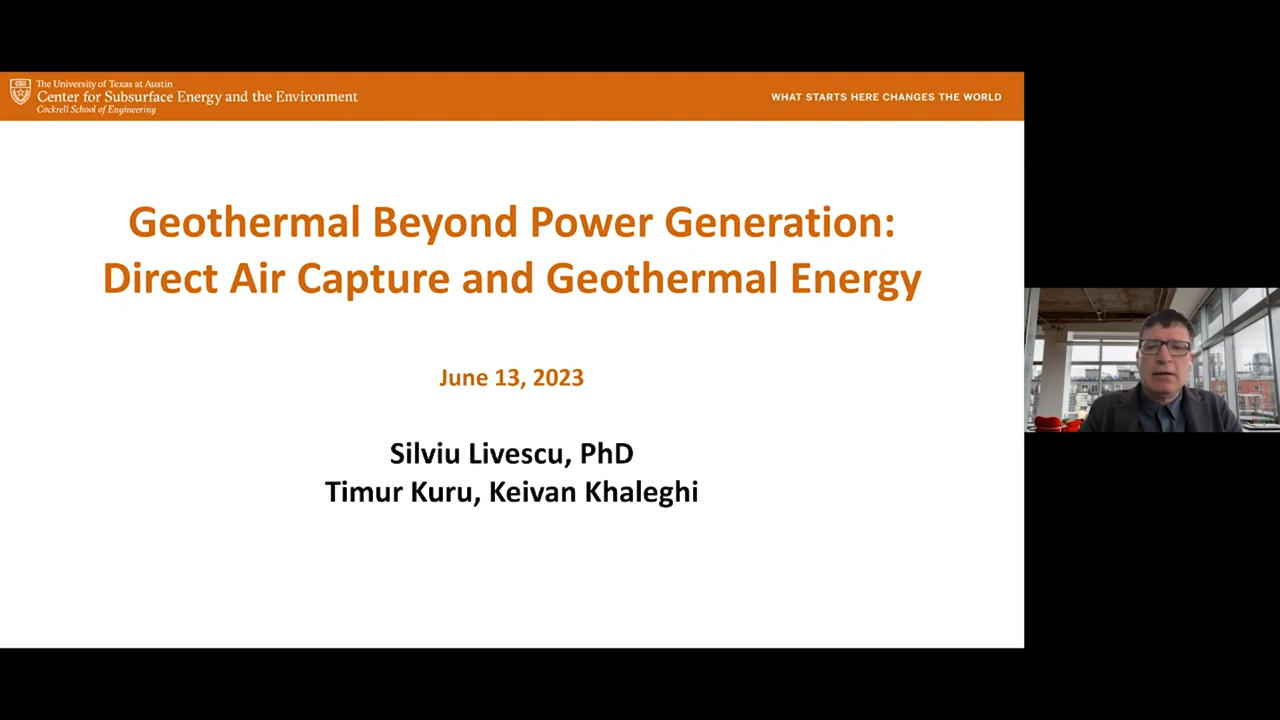 The University of Texas at Austin
Center for Subsurface Energy and the Environment
Cockrell School of Engineering
WHAT STARTS HERE CHANGES THE WORLD
Geothermal Beyond Power Generation:
Direct Air Capture and Geothermal Energy
June 13, 2023
Silviu Livescu, PhD
Timur Kuru, Keivan Khaleghi